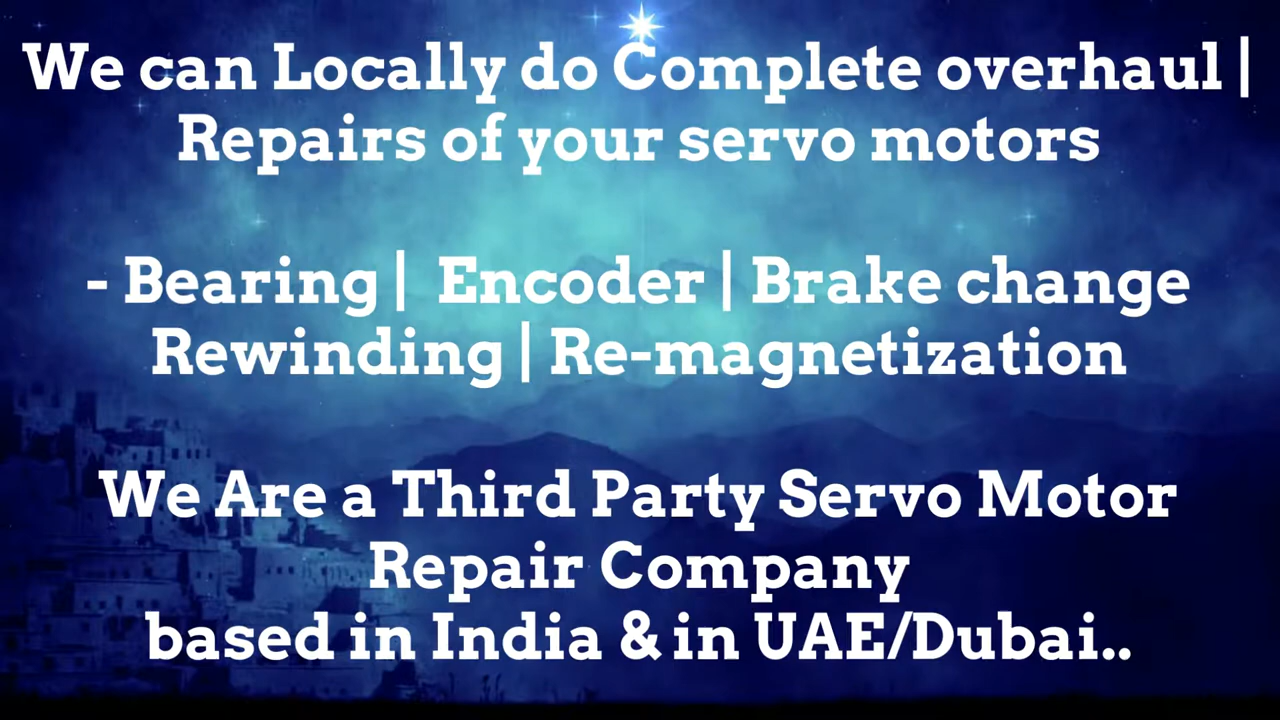 We can Locally do Complete overhaul |
Repairs of your servo motors
- Bearing | Encoder | Brake change
Rewinding | Re-magnetization
We Are a Third Party Servo Motor
Repair Company
based in India & in UAE/Dubai..